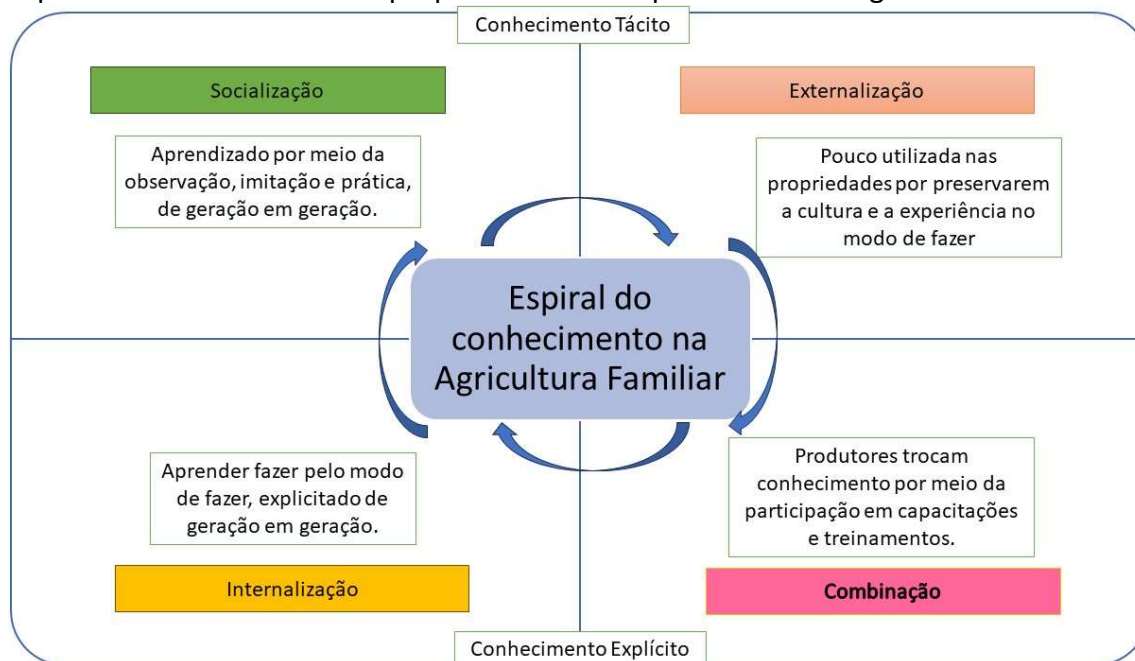 Conhecimento Tácito
Socialização
Externalização
Aprendizado por meio da
observação, imitação e prática,
de geração em geração.
Pouco utilizada nas
propriedades por preservarem
a cultura e a experiência no
modo de fazer
Espiral do
conhecimento na
Agricultura Familiar
Aprender fazer pelo modo
de fazer, explicitado de
geração em geração.
Produtores trocam
conhecimento por meio da
participação em capacitações
e treinamentos.
Internalização
Combinação
Conhecimento Explícito